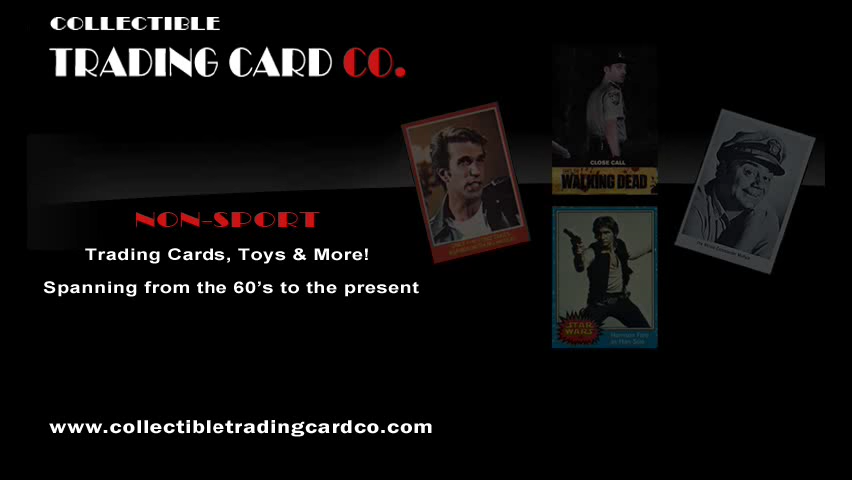 COLLECTIBLE
TRADING CARD CO.
NON-SPORT
Trading Cards, Toys & More!
Spanning from the 60's to the present
www.collectibletradingcardco.com
CLOSE CALL
WALKING DEAD
STAR WARS
Harrison Ford
as Han Solo